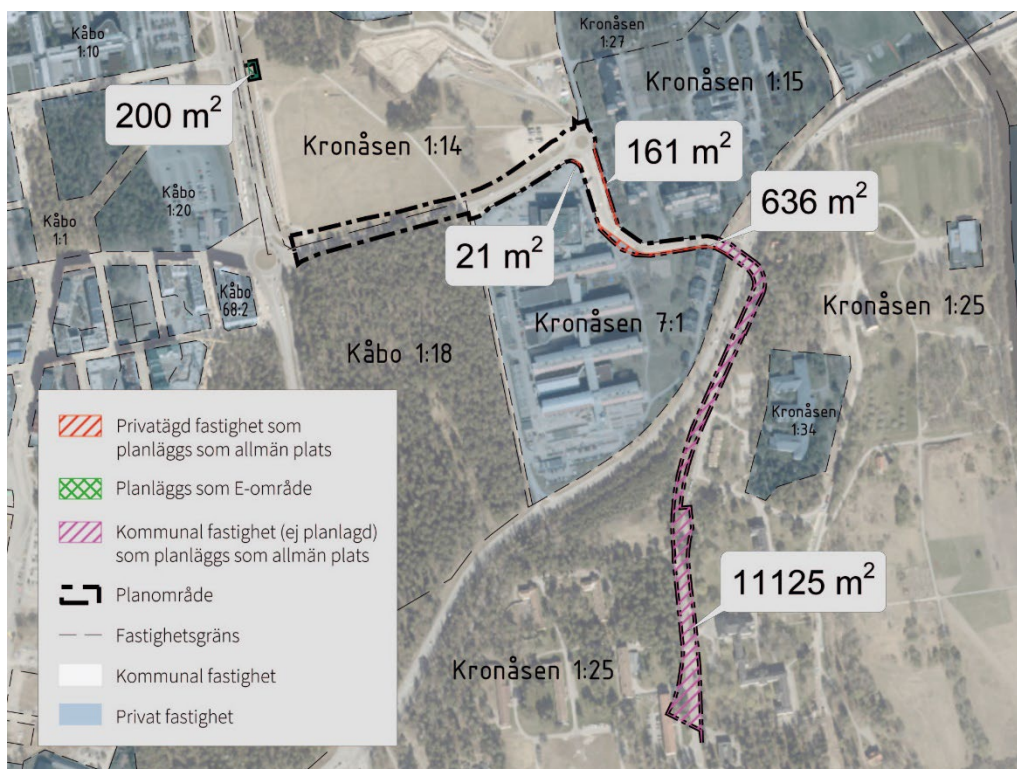 Kåbo
1:10
Kronåsen
1:27
Kronåsen 1:15
200 m²
Kronåsen 1:14
161 m²
Kåbo
1:20
636 m²
Kåbo
1:1
21 m²
Kåbo
68:2
Kronåsen 1:25
Kronåsen 7:1
Kåbo 1:18
Kronåsen
1:34
Privatägd fastighet som
planläggs som allmän plats
Planläggs som E-område
Kommunal fastighet (ej planlagd)
som planläggs som allmän plats
Planområde
Fastighetsgräns
Kommunal fastighet
Privat fastighet
11125 m²
Kronåsen 1:25